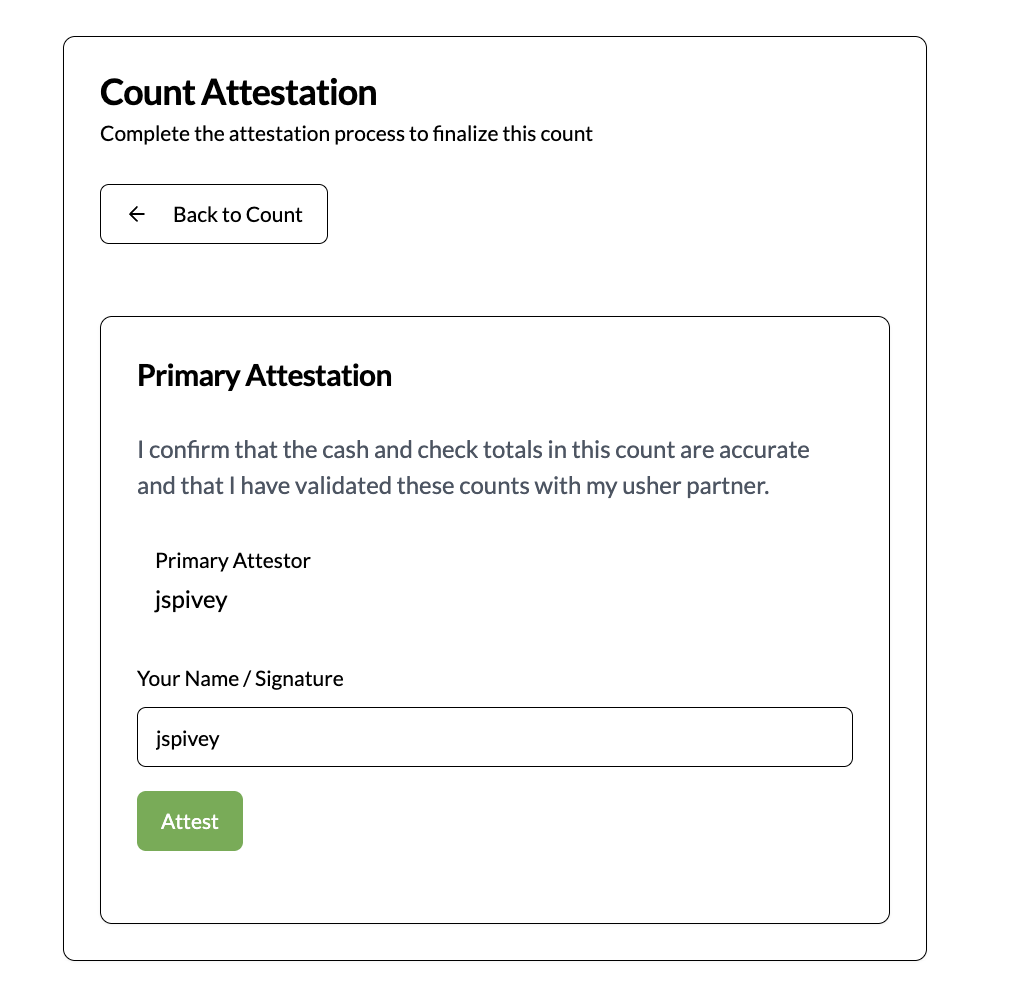 Count Attestation
Complete the attestation process to finalize this count
Back to Count
Primary Attestation
I confirm that the cash and check totals in this count are accurate
and that I have validated these counts with my usher partner.
Primary Attestor
jspivey
Your Name / Signature
jspivey
Attest